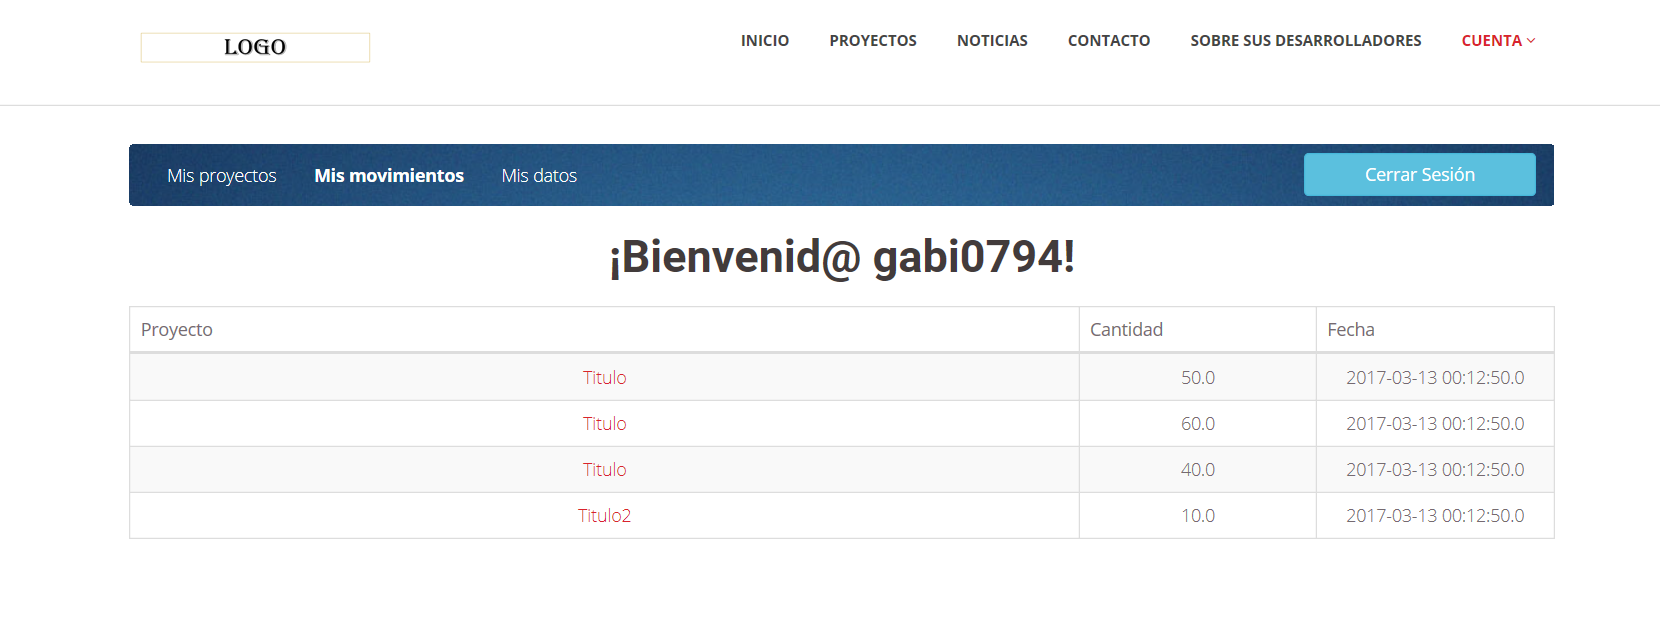 LOGO
INICIO PROYECTOS NOTICIAS CONTACTO SOBRE SUS DESARROLLADORES CUENTA
Mis proyectos Mis movimientos Mis datos Cerrar Sesión
¡Bienvenid@ gabi0794!
Proyecto Cantidad Fecha
Titulo 50.0 2017-03-13 00:12:50.0
Titulo 60.0 2017-03-13 00:12:50.0
Titulo 40.0 2017-03-13 00:12:50.0
Titulo2 10.0 2017-03-13 00:12:50.0